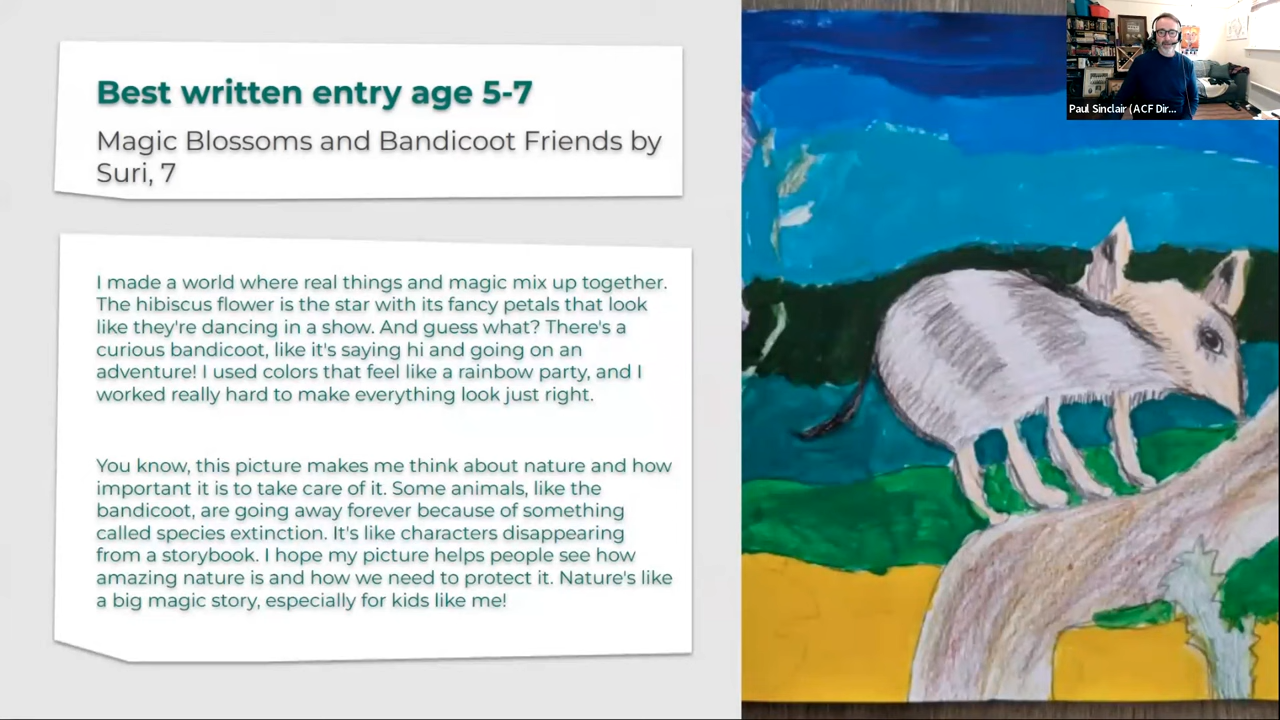 Best written entry age 5-7
Magic Blossoms and Bandicoot Friends by
Suri, 7
I made a world where real things and magic mix up together.
The hibiscus flower is the star with its fancy petals that look
like they're dancing in a show. And guess what? There's a
curious bandicoot, like it's saying hi and going on an
adventure! I used colors that feel like a rainbow party, and I
worked really hard to make everything look just right.
You know, this picture makes me think about nature and how
important it is to take care of it. Some animals, like the
bandicoot, are going away forever because of something
called species extinction. It's like characters disappearing
from a storybook. I hope my picture helps people see how
amazing nature is and how we need to protect it. Nature's like
a big magic story, especially for kids like me!
Paul Sinclair (ACF Dir...